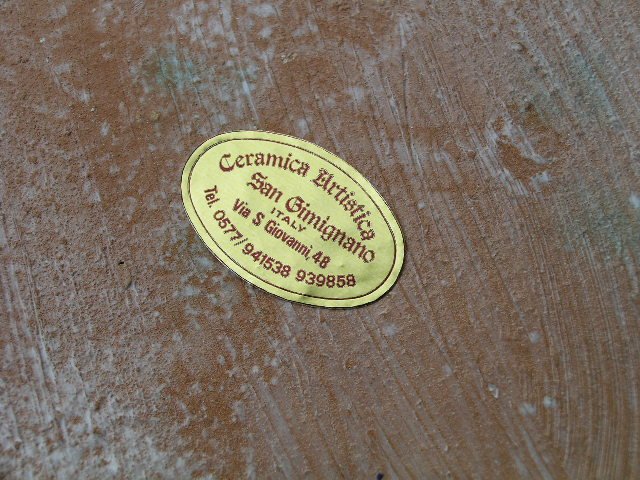 Ceramica Artistica
San Gimignano
ITALY
Via S Giovanni, 48
Tel. 0577/ 941538 939858